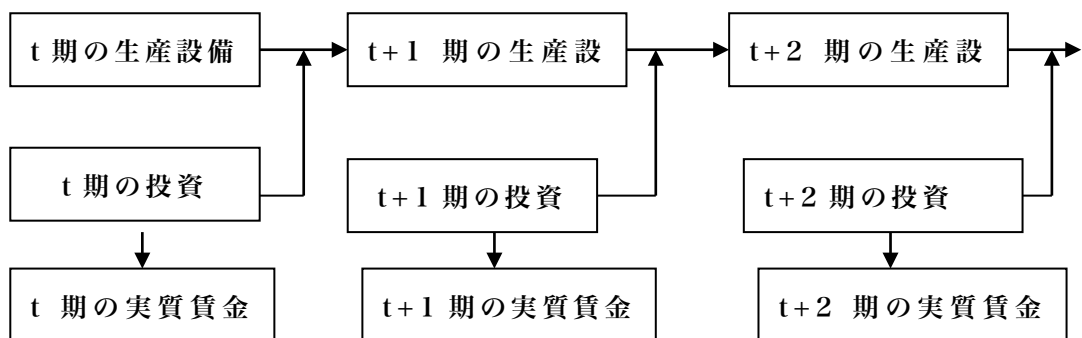 t 期の生産設備
t+1 期の生産設
t+2 期の生産設
t 期の投資
t+1 期の投資
t+2 期の投資
t 期の実質賃金
t+1 期の実質賃金
t+2 期の実質賃金